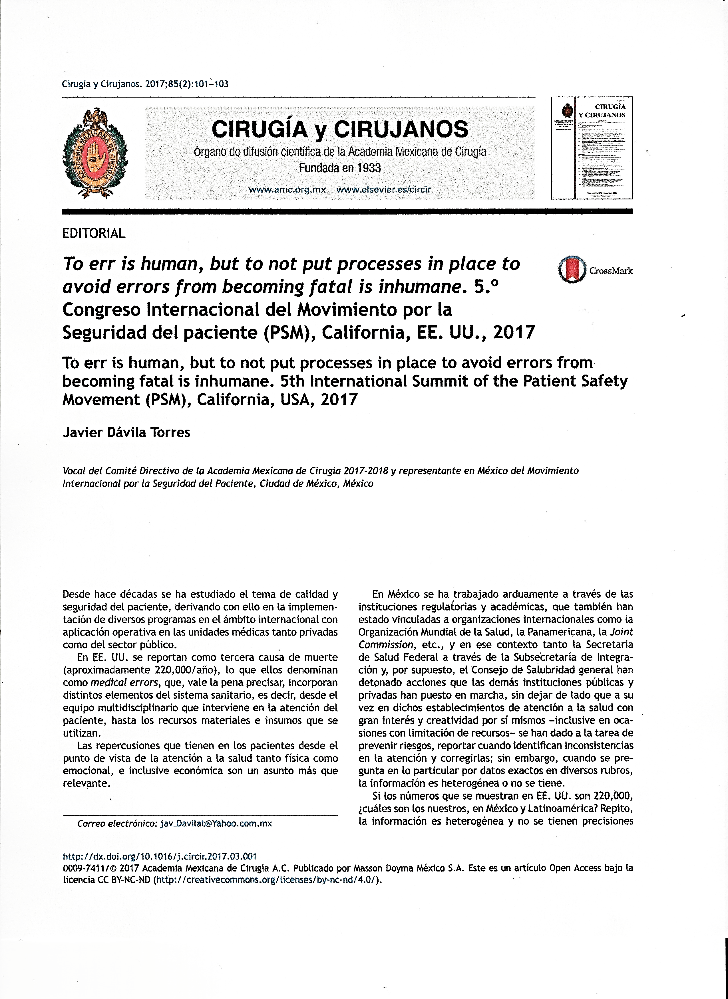 Cirugía y Cirujanos. 2017;85(2):101-103
ACADEMIA MEXICANA DE CIRUGIA
CIRUGÍA y CIRUJANOS
Órgano de difusión científica de la Academia Mexicana de Cirugía
Fundada en 1933
www.amc.org.mx www.elsevier.es/circir
CIRUGÍA
Y CIRUJANOS
EDITORIAL
To err is human, but to not put processes in place to
avoid errors from becoming fatal is inhumane. 5.º
Congreso Internacional del Movimiento por la
Seguridad del paciente (PSM), California, EE. UU., 2017
CrossMark
To err is human, but to not put processes in place to avoid errors from
becoming fatal is inhumane. 5th International Summit of the Patient Safety
Movement (PSM), California, USA, 2017
Javier Dávila Torres
Vocal del Comité Directivo de la Academia Mexicana de Cirugía 2017-2018 y representante en México del Movimiento
Internacional por la Seguridad del Paciente, Ciudad de México, México
Desde hace décadas se ha estudiado el tema de calidad y
seguridad del paciente, derivando con ello en la implemen-
tación de diversos programas en el ámbito internacional con
aplicación operativa en las unidades médicas tanto privadas
como del sector público.
En EE. UU. se reportan como tercera causa de muerte
(aproximadamente 220,000/año), lo que ellos denominan
como medical errors, que, vale la pena precisar, incorporan
distintos elementos del sistema sanitario, es decir, desde el
equipo multidisciplinario que interviene en la atención del
paciente, hasta los recursos materiales e insumos que se
utilizan.
Las repercusiones que tienen en los pacientes desde el
punto de vista de la atención a la salud tanto física como
emocional, e inclusive económica son un asunto más que
relevante.
Correo electrónico: jav_Davilat@Yahoo.com.mx
En México se ha trabajado arduamente a través de las
instituciones regulatorias y académicas, que también han
estado vinculadas a organizaciones internacionales como la
Organización Mundial de la Salud, la Panamericana, la Joint
Commission, etc., y en ese contexto tanto la Secretaría
de Salud Federal a través de la Subsecretaría de Integra-
ción y, por supuesto, el Consejo de Salubridad general han
detonado acciones que las demás instituciones públicas y
privadas han puesto en marcha, sin dejar de lado que a su
vez en dichos establecimientos de atención a la salud con
gran interés y creatividad por sí mismos –inclusive en oca-
siones con limitación de recursos– se han dado a la tarea de
prevenir riesgos, reportar cuando identifican inconsistencias
en la atención y corregirlas; sin embargo, cuando se pre-
gunta en lo particular por datos exactos en diversos rubros,
la información es heterogénea o no se tiene.
Si los números que se muestran en EE. UU. son 220,000,
¿cuáles son los nuestros, en México y Latinoamérica? Repito,
la información es heterogénea y no se tienen precisiones
http://dx.doi.org/10.1016/j.circir.2017.03.001
0009-7411/© 2017 Academia Mexicana de Cirugía A.C. Publicado por Masson Doyma México S.A. Este es un artículo Open Access bajo la
licencia CC BY-NC-ND (http://creativecommons.org/licenses/by-nc-nd/4.0/).